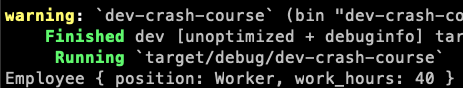 warning: `dev-crash-course` (bin "dev-crash-co
Finished dev [unoptimized + debuginfo] tar
Running `target/debug/dev-crash-course`
Employee { position: Worker, work_hours: 40 }